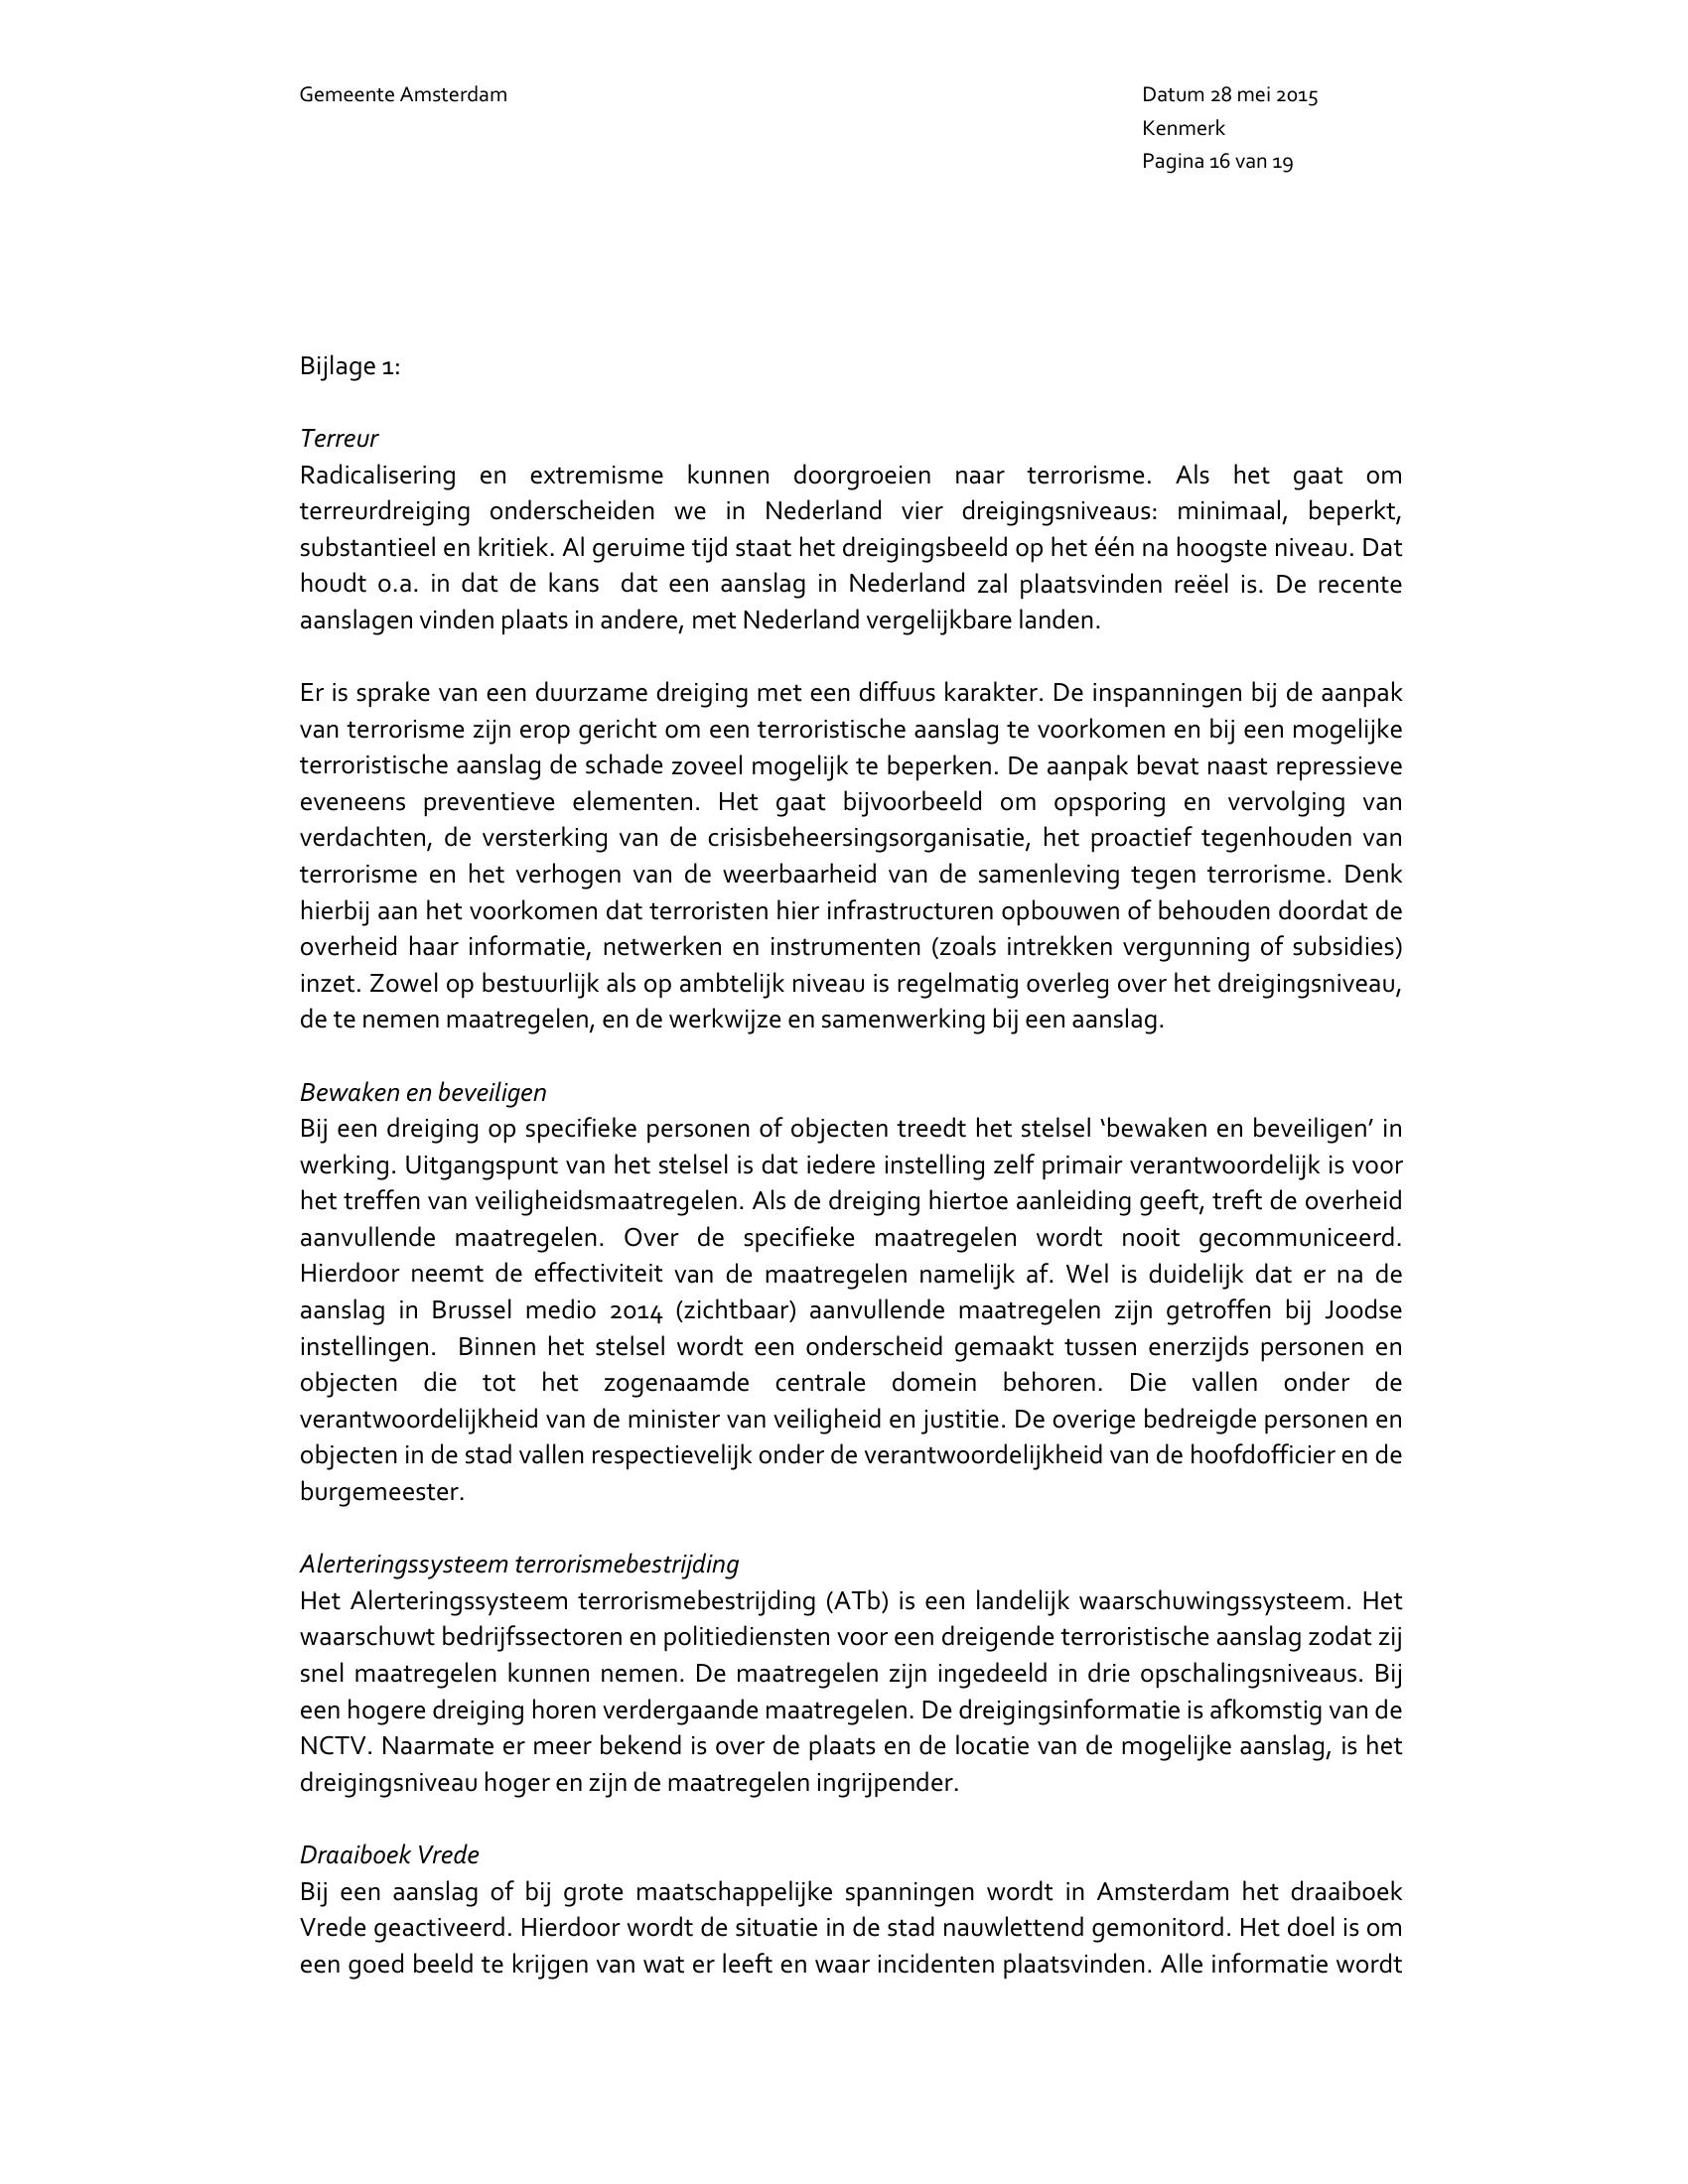 Gemeente Amsterdam
Datum 28 mei 2015
Kenmerk
Pagina 16 van 19
Bijlage 1:
Terreur
Radicalisering en extremisme kunnen doorgroeien naar terrorisme. Als het gaat om
terreurdreiging onderscheiden we in Nederland vier dreigingsniveaus: minimaal, beperkt,
substantieel en kritiek. Al geruime tijd staat het dreigingsbeeld op het één na hoogste niveau. Dat
houdt o.a. in dat de kans  dat een aanslag in Nederland zal plaatsvinden reëel is. De recente
aanslagen vinden plaats in andere, met Nederland vergelijkbare landen.
Er is sprake van een duurzame dreiging met een diffuus karakter. De inspanningen bij de aanpak
van terrorisme zijn erop gericht om een terroristische aanslag te voorkomen en bij een mogelijke
terroristische aanslag de schade zoveel mogelijk te beperken. De aanpak bevat naast repressieve
eveneens preventieve elementen. Het gaat bijvoorbeeld om opsporing en vervolging van
verdachten, de versterking van de crisisbeheersingsorganisatie, het proactief tegenhouden van
terrorisme en het verhogen van de weerbaarheid van de samenleving tegen terrorisme. Denk
hierbij aan het voorkomen dat terroristen hier infrastructuren opbouwen of behouden doordat de
overheid haar informatie, netwerken en instrumenten (zoals intrekken vergunning of subsidies)
inzet. Zowel op bestuurlijk als op ambtelijk niveau is regelmatig overleg over het dreigingsniveau,
de te nemen maatregelen, en de werkwijze en samenwerking bij een aanslag.
Bewaken en beveiligen
Bij een dreiging op specifieke personen of objecten treedt het stelsel ‘bewaken en beveiligen’ in
werking. Uitgangspunt van het stelsel is dat iedere instelling zelf primair verantwoordelijk is voor
het treffen van veiligheidsmaatregelen. Als de dreiging hiertoe aanleiding geeft, treft de overheid
aanvullende maatregelen. Over de specifieke maatregelen wordt nooit gecommuniceerd.
Hierdoor neemt de effectiviteit van de maatregelen namelijk af. Wel is duidelijk dat er na de
aanslag in Brussel medio 2014 (zichtbaar) aanvullende maatregelen zijn getroffen bij Joodse
instellingen.  Binnen het stelsel wordt een onderscheid gemaakt tussen enerzijds personen en
objecten die tot het zogenaamde centrale domein behoren. Die vallen onder de
verantwoordelijkheid van de minister van veiligheid en justitie. De overige bedreigde personen en
objecten in de stad vallen respectievelijk onder de verantwoordelijkheid van de hoofdofficier en de
burgemeester.
Alerteringssysteem terrorismebestrijding
Het Alerteringssysteem terrorismebestrijding (ATb) is een landelijk waarschuwingssysteem. Het
waarschuwt bedrijfssectoren en politiediensten voor een dreigende terroristische aanslag zodat zij
snel maatregelen kunnen nemen. De maatregelen zijn ingedeeld in drie opschalingsniveaus. Bij
een hogere dreiging horen verdergaande maatregelen. De dreigingsinformatie is afkomstig van de
NCTV. Naarmate er meer bekend is over de plaats en de locatie van de mogelijke aanslag, is het
dreigingsniveau hoger en zijn de maatregelen ingrijpender.
Draaiboek Vrede
Bij een aanslag of bij grote maatschappelijke spanningen wordt in Amsterdam het draaiboek
Vrede geactiveerd. Hierdoor wordt de situatie in de stad nauwlettend gemonitord. Het doel is om
een goed beeld te krijgen van wat er leeft en waar incidenten plaatsvinden. Alle informatie wordt